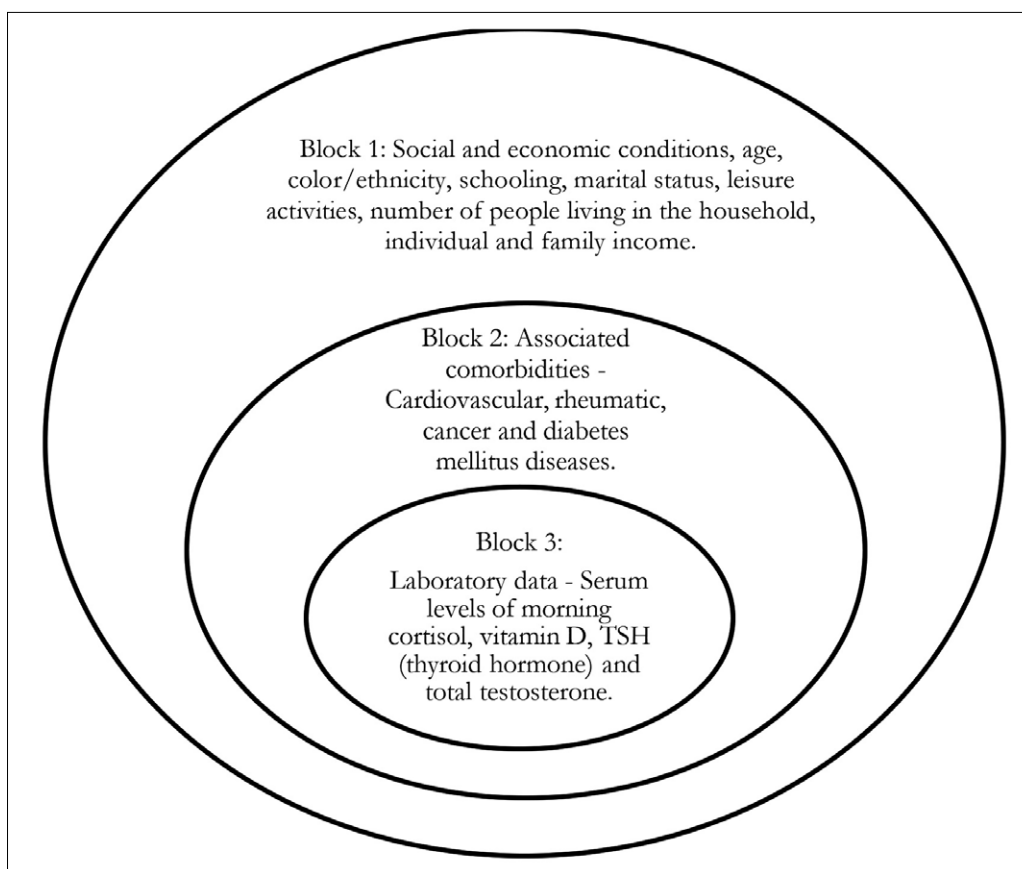 Block 1: Social and economic conditions, age,
color/ethnicity, schooling, marital status, leisure
activities, number of people living in the household,
individual and family income.
Block 2: Associated
comorbidities -
Cardiovascular, rheumatic,
cancer and diabetes
mellitus diseases.
Block 3:
Laboratory data - Serum
levels of morning
cortisol, vitamin D, TSH
(thyroid hormone) and
total testosterone.